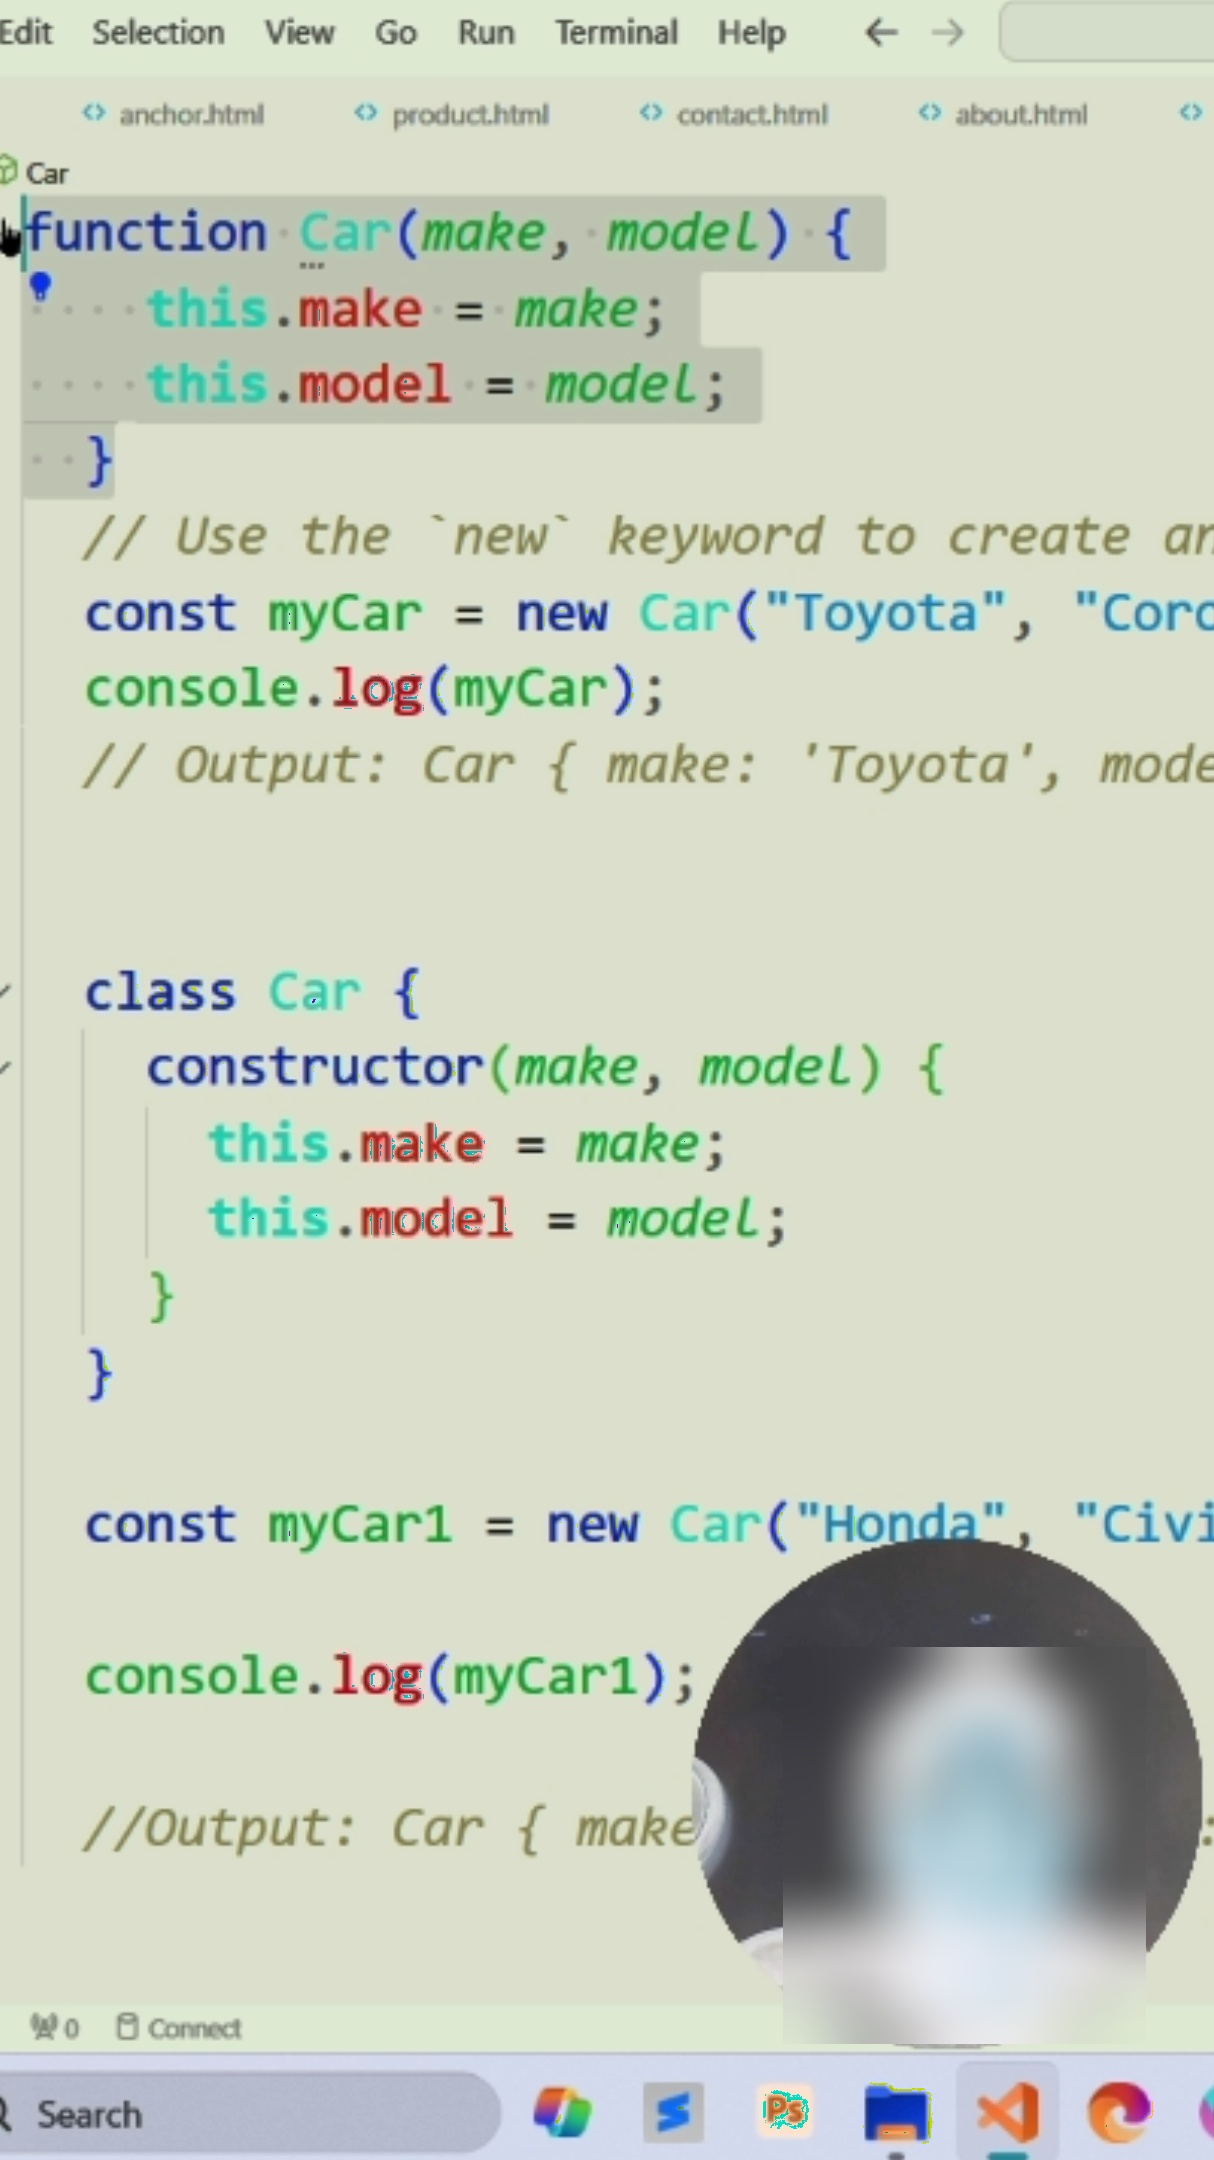 Edit Selection View Go Run Terminal Help
anchor.html product.html contact.html about.html
Car
function Car(make, model) {
this.make = make;
this.model = model;
}
// Use the `new` keyword to create an
const myCar = new Car("Toyota", "Coro
console.log(myCar);
// Output: Car { make: 'Toyota', mode
class Car {
constructor(make, model) {
this.make = make;
this.model = model;
}
}
const myCar1 = new Car("Honda", "Civi
console.log(myCar1);
//Output: Car { make :
0 Connect
Search Ps